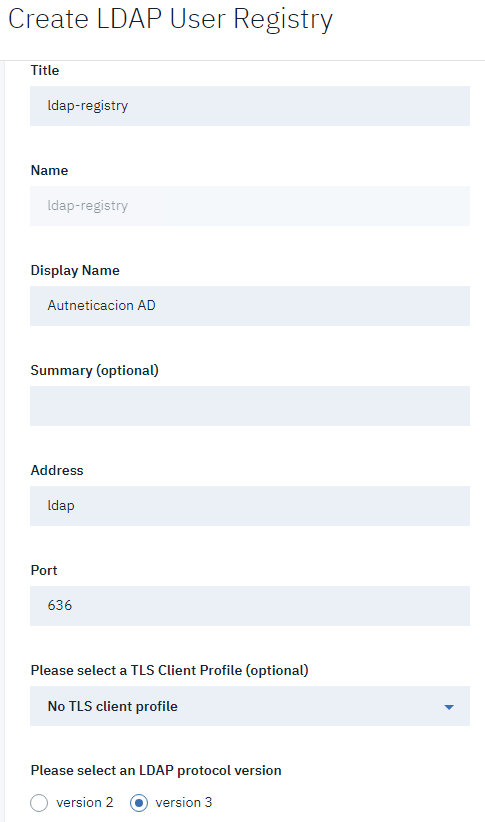 Create LDAP User Registry
Title
ldap-registry
Name
ldap-registry
Display Name
Autneticacion AD
Summary (optional)
Address
ldap
Port
636
Please select a TLS Client Profile (optional)
No TLS client profile
Please select an LDAP protocol version
version 2 version 3